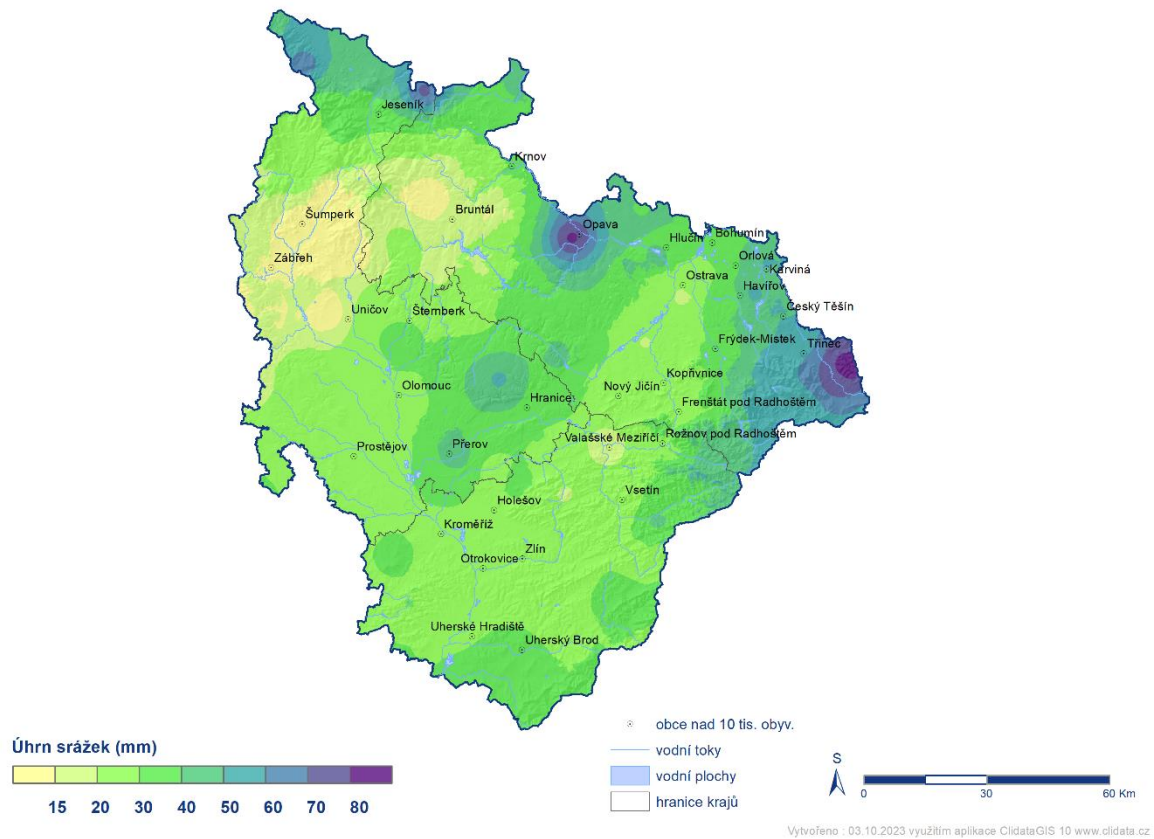 Jeseník
Krnov
Šumperk
Bruntál
Opava
Zábřeh
Hlučín
Bohumín
Orlová
Karviná
Ostrava
Havířov
Český Těšín
Uničov
Šternberk
Frýdek-Místek
Třinec
Olomouc
Hranice
Nový Jičín
Kopřivnice
Frenštát pod Radhoštěm
Prostějov
Přerov
Valašské Meziříčí
Rožnov pod Radhoštěm
Holešov
Vsetín
Kroměříž
Zlín
Otrokovice
Uherské Hradiště
Uherský Brod
Úhrn srážek (mm)
15 20 30 40 50 60 70 80
obce nad 10 tis. obyv.
vodní toky
vodní plochy
hranice krajů
S
0 30 60 Km
Vytvořeno : 03.10.2023 využitím aplikace ClidataGIS 10 www.clidata.cz